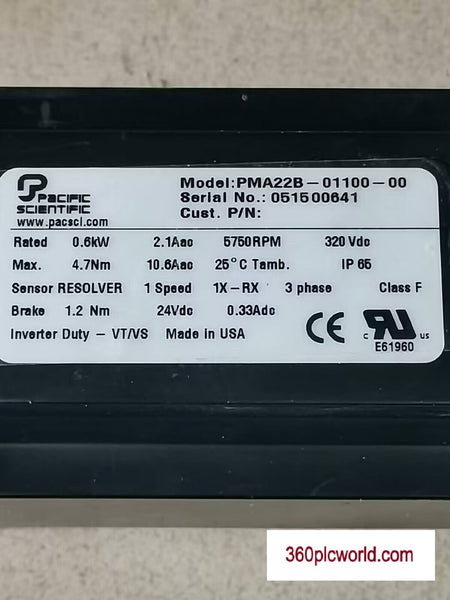 PACIFIC
SCIENTIFIC
www.pacsci.com
Model:PMA22B-01100-00
Serial No.: 051500641
Cust. P/N:
Rated 0.6kW 2.1Aac 5750RPM 320 Vdc
Max. 4.7Nm 10.6Aac 25°C Tamb. IP 65
Sensor RESOLVER 1 Speed 1X-RX 3 phase Class F
Brake 1.2 Nm 24Vdc 0.33Adc
Inverter Duty - VT/VS Made in USA
CE
c RU us
E61960
360plcworld.com